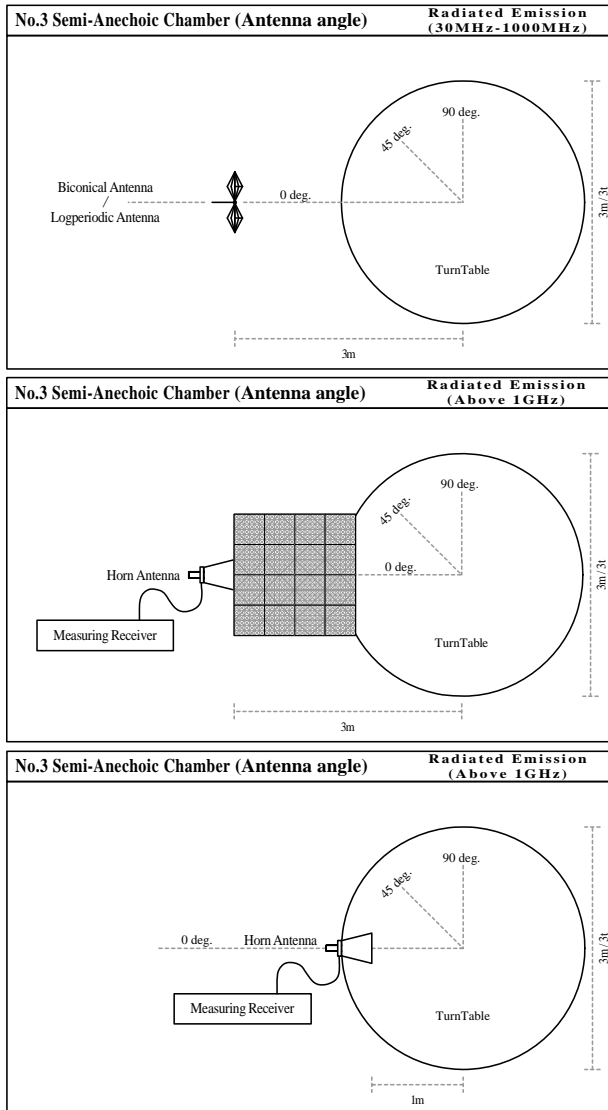 No.3 Semi-Anechoic Chamber (Antenna angle)
Radiated Emission
(30MHz-1000MHz)
90 deg.
45 deg.
0 deg.
Biconical Antenna
/
Logperiodic Antenna
TurnTable
3m/3t
3m
No.3 Semi-Anechoic Chamber (Antenna angle)
Radiated Emission
(Above 1GHz)
90 deg.
45 deg.
0 deg.
Horn Antenna
Measuring Receiver
TurnTable
3m/3t
3m
No.3 Semi-Anechoic Chamber (Antenna angle)
Radiated Emission
(Above 1GHz)
90 deg.
45 deg.
0 deg.
Horn Antenna
Measuring Receiver
TurnTable
3m/3t
1m